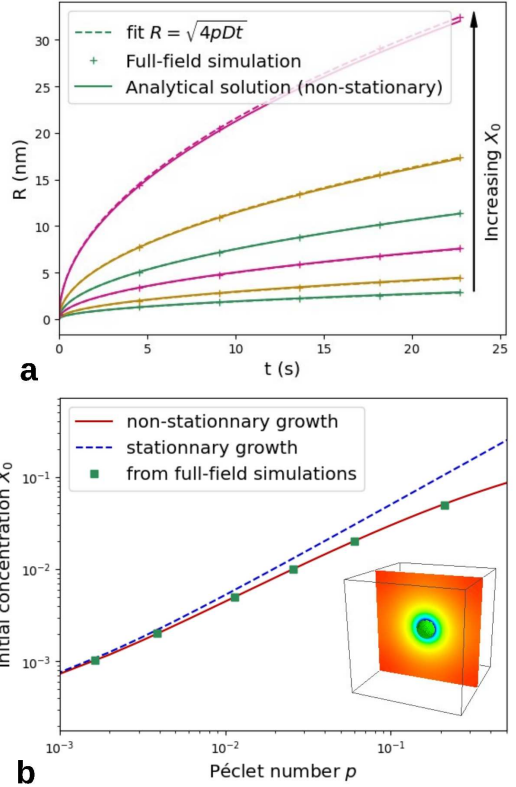 fit R = √4pDt
Full-field simulation
Analytical solution (non-stationary)
30
25
20
15
10
5
0
R (nm)
Increasing X₀
0 5 10 15 20 25
t (s)
a
non-stationnary growth
stationnary growth
from full-field simulations
10⁻¹
10⁻²
10⁻³
concentration X₀
10⁻³ 10⁻² 10⁻¹
Péclet number p
b